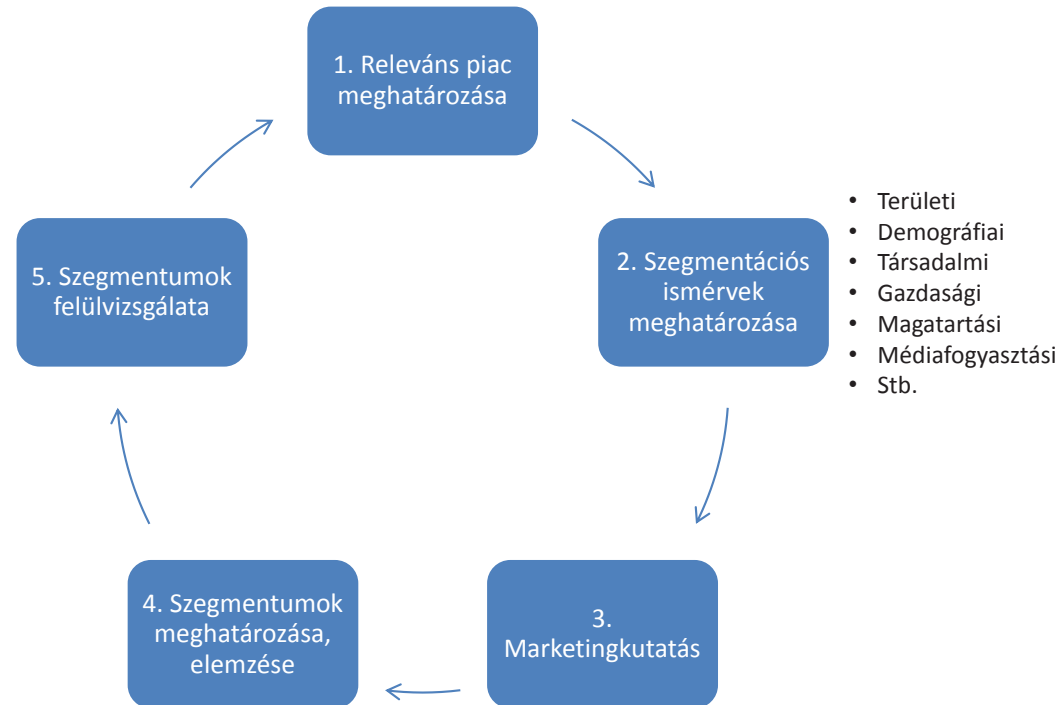 1. Releváns piac
meghatározása
2. Szegmentációs
ismérvek
meghatározása
• Területi
• Demográfiai
• Társadalmi
• Gazdasági
• Magatartási
• Médiafogyasztási
• Stb.
3.
Marketingkutatás
4. Szegmentumok
meghatározása,
elemzése
5. Szegmentumok
felülvizsgálata